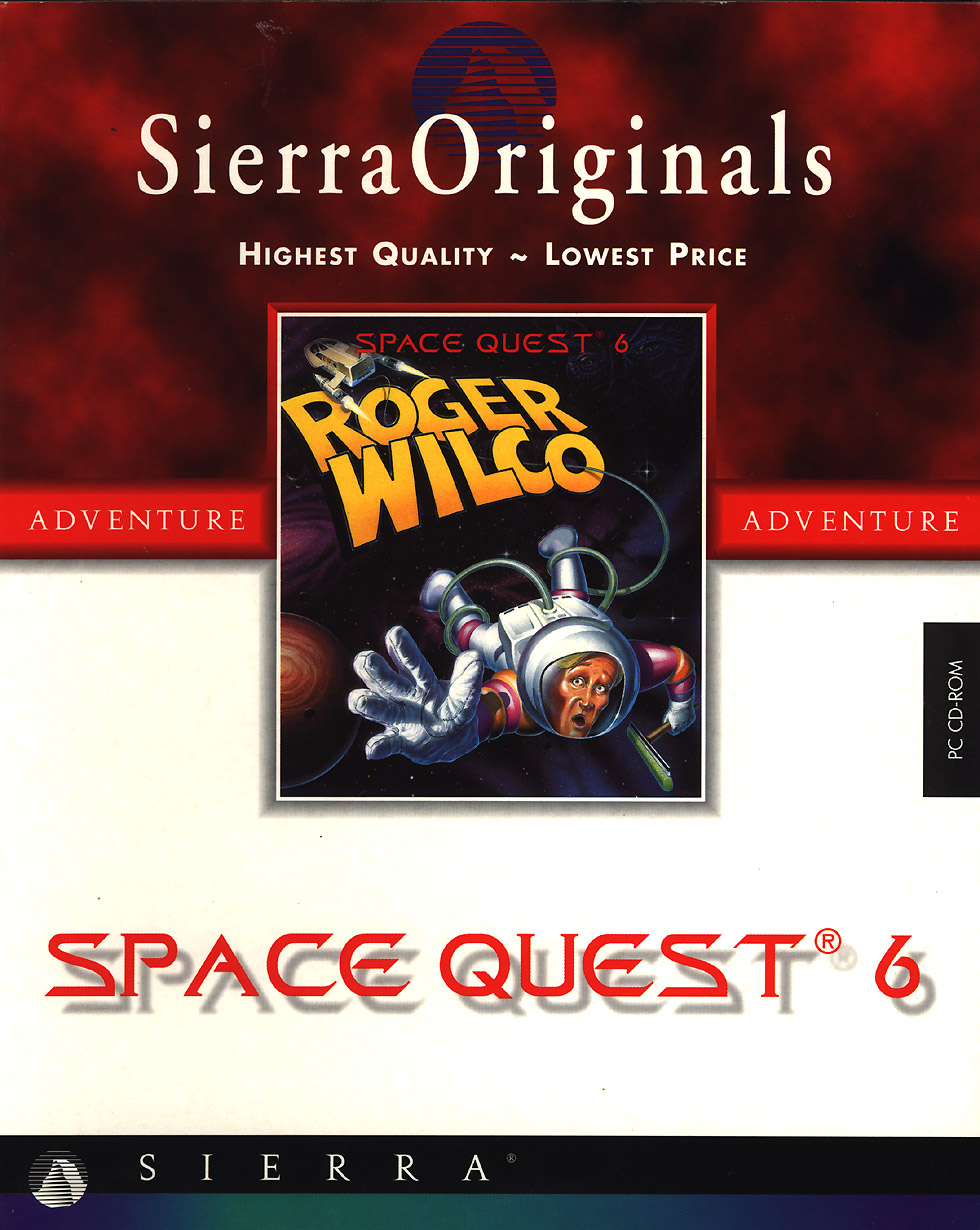 SierraOriginals
HIGHEST QUALITY ~ LOWEST PRICE
SPACE QUEST® 6
ROGER
WILCO
ADVENTURE
ADVENTURE
PC CD-ROM
SPACE QUEST® 6
SIERRA®